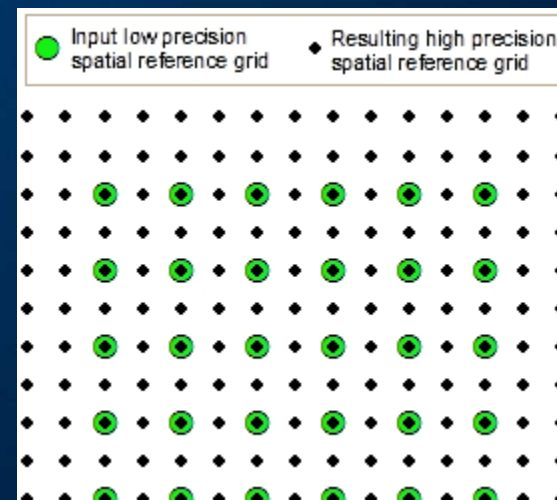 Input low precision
spatial reference grid
Resulting high precision
spatial reference grid